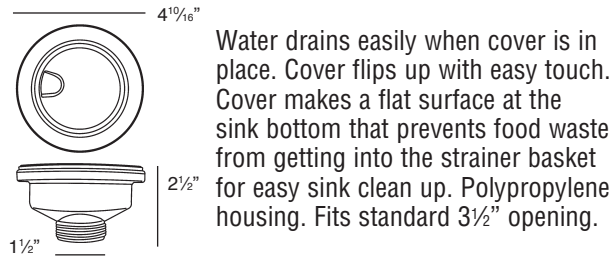 4 10/16"
Water drains easily when cover is in
place. Cover flips up with easy touch.
Cover makes a flat surface at the
sink bottom that prevents food waste
from getting into the strainer basket
2½" for easy sink clean up. Polypropylene
housing. Fits standard 3½" opening.
1½"